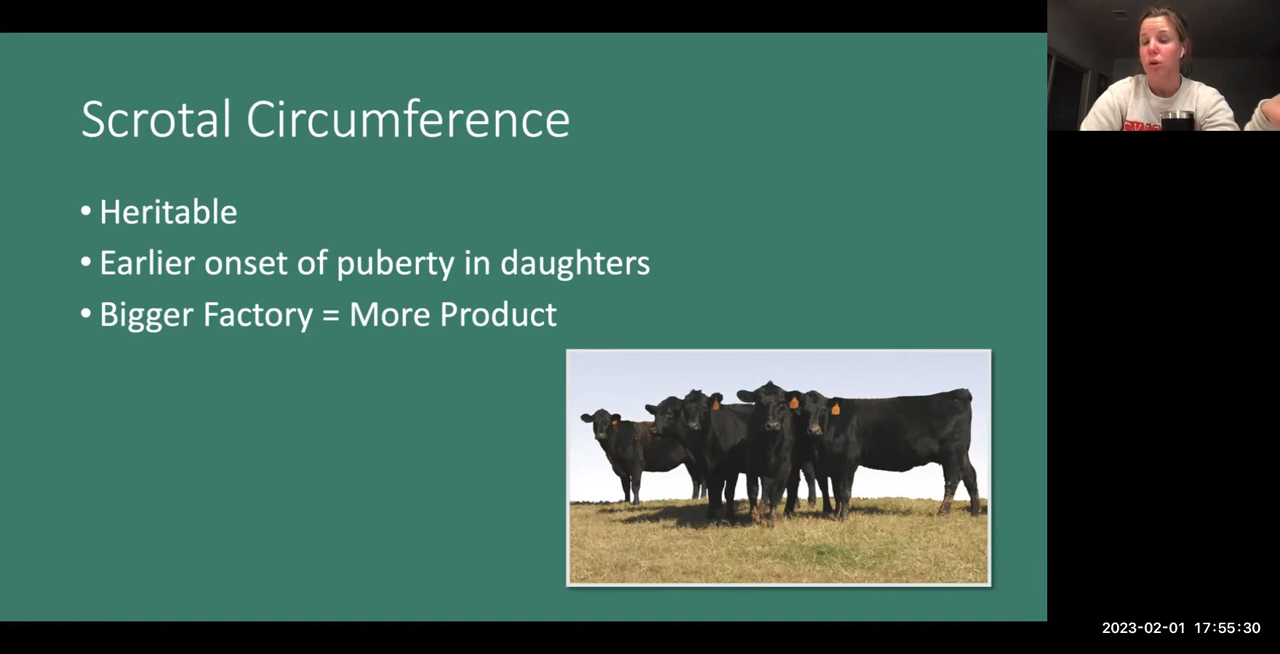 Scrotal Circumference
• Heritable
• Earlier onset of puberty in daughters
• Bigger Factory = More Product
2023-02-01 17:55:30